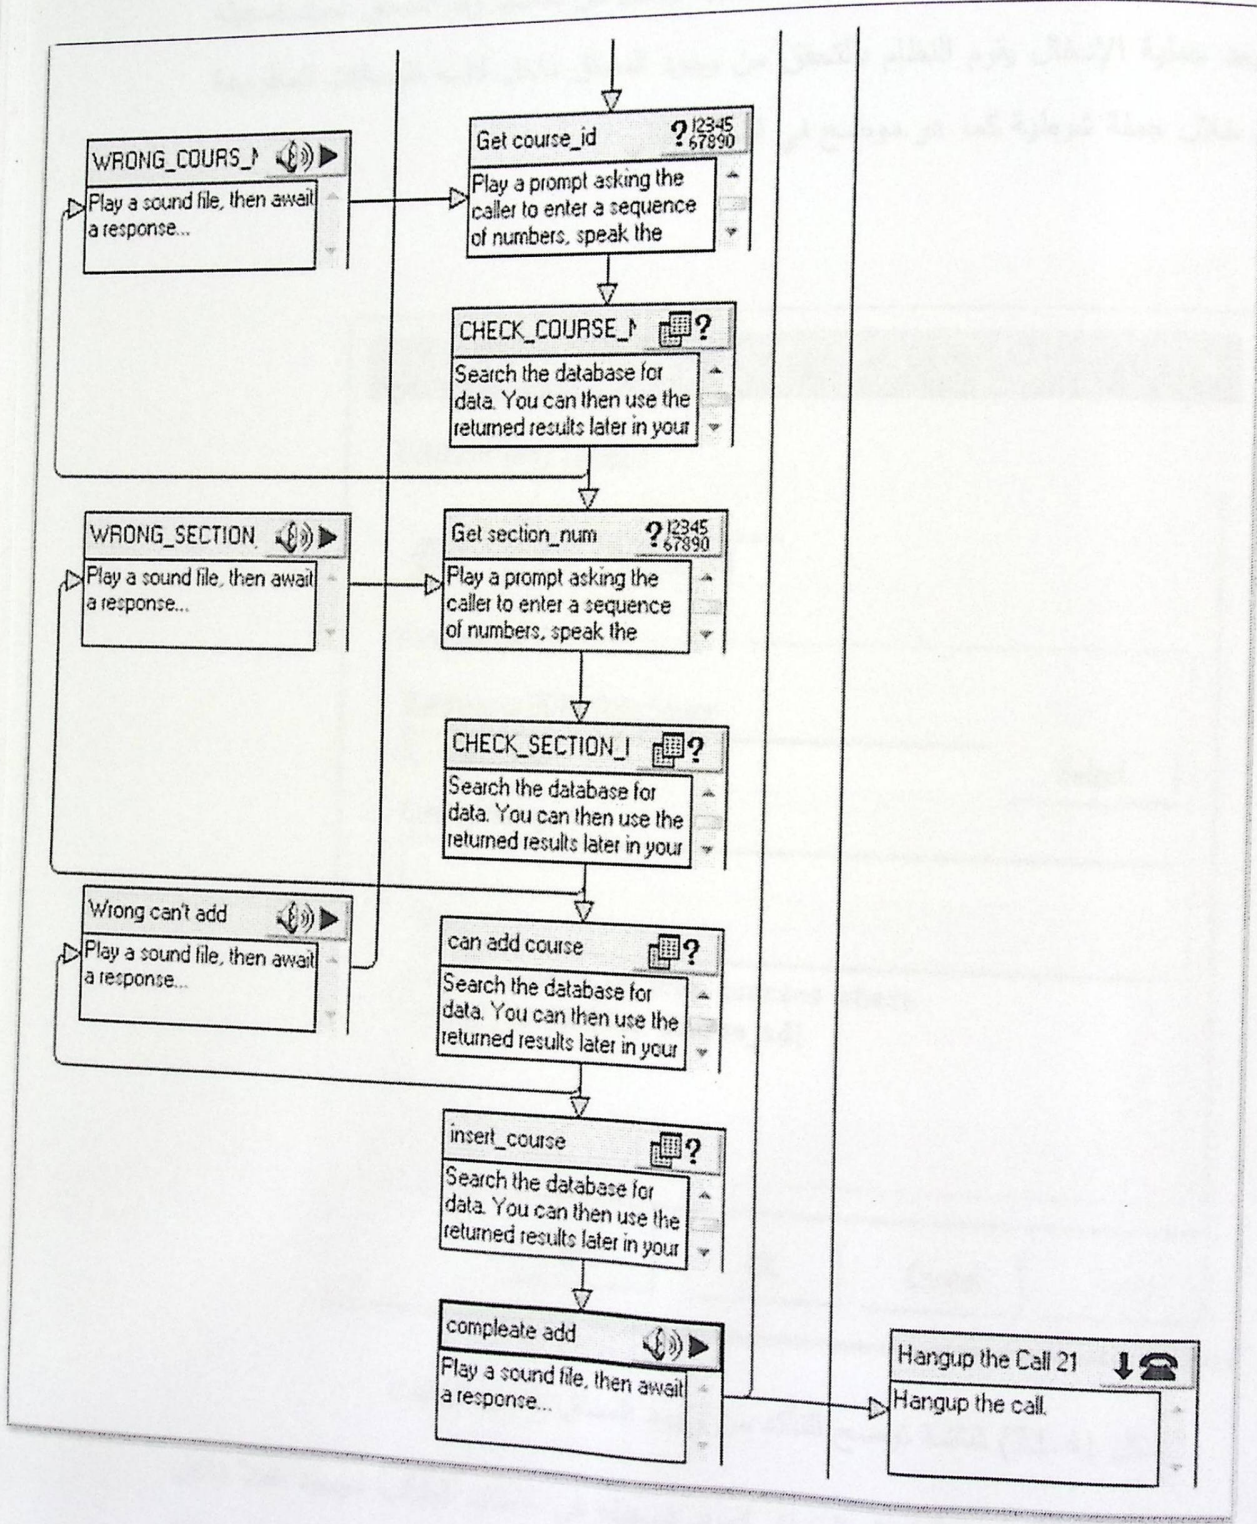 WRONG_COURS_
Play a sound file, then await
a response...
Get course_id
?12345
67890
Play a prompt asking the
caller to enter a sequence
of numbers, speak the
CHECK_COURSE_
?
Search the database for
data. You can then use the
returned results later in your
WRONG_SECTION_
Play a sound file, then await
a response...
Get section_num
?12345
67890
Play a prompt asking the
caller to enter a sequence
of numbers, speak the
CHECK_SECTION_
?
Search the database for
data. You can then use the
returned results later in your
Wrong can't add
Play a sound file, then await
a response...
can add course
?
Search the database for
data. You can then use the
returned results later in your
insert_course
?
Search the database for
data. You can then use the
returned results later in your
compleate add
Play a sound file, then await
a response...
Hangup the Call 21
Hangup the call.